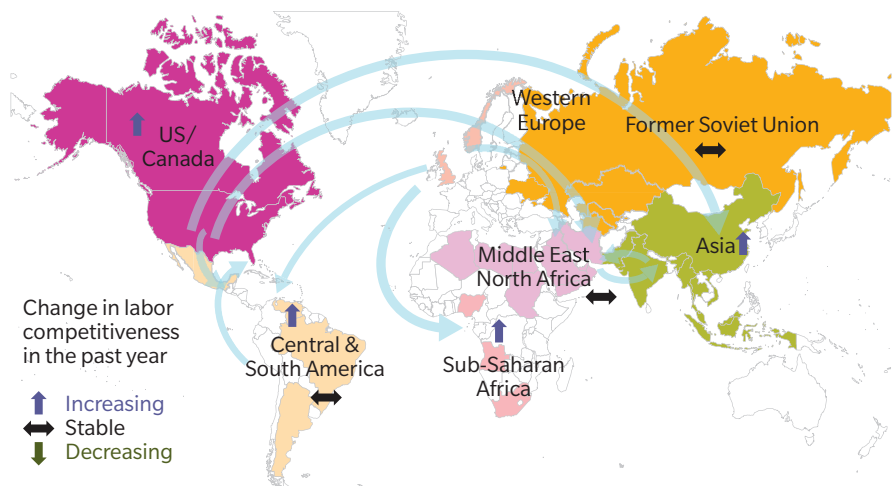 US/
Canada
Western
Europe
Former Soviet Union
Asia
Middle East
North Africa
Change in labor
competitiveness
in the past year
Central &
South America
Sub-Saharan
Africa
Increasing
Stable
Decreasing